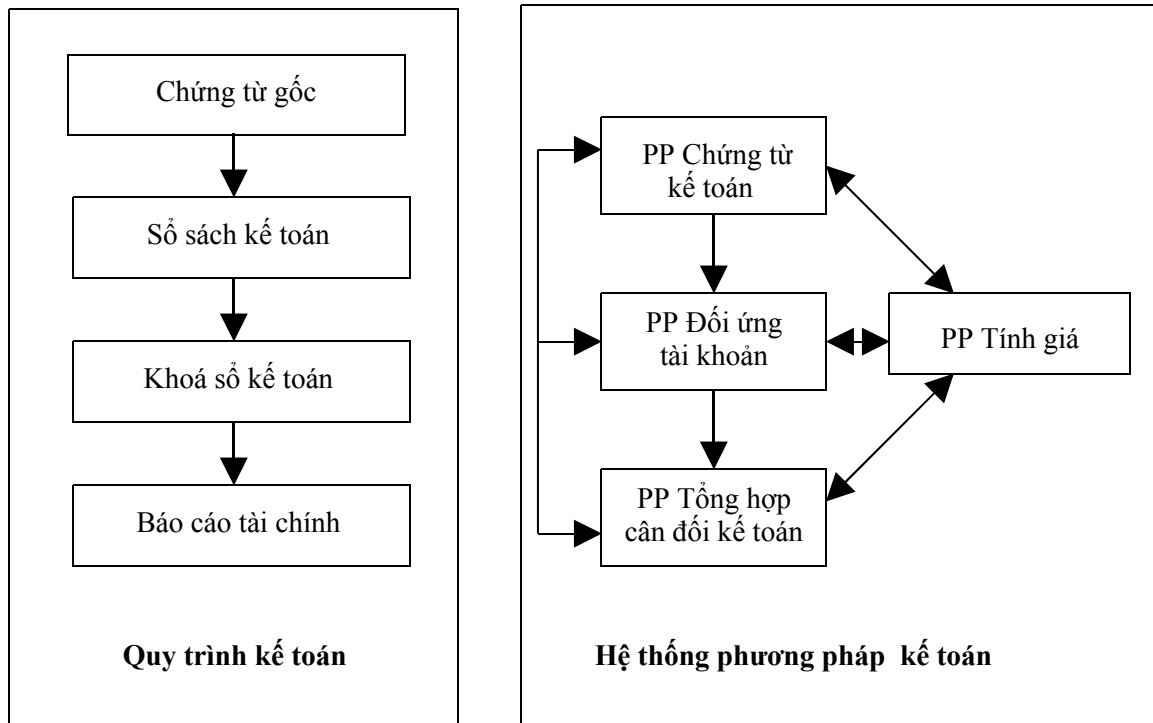 Chứng từ gốc
Sổ sách kế toán
Khoá sổ kế toán
Báo cáo tài chính
Quy trình kế toán
PP Chứng từ
kế toán
PP Đối ứng
tài khoản
PP Tính giá
PP Tổng hợp
cân đối kế toán
Hệ thống phương pháp kế toán